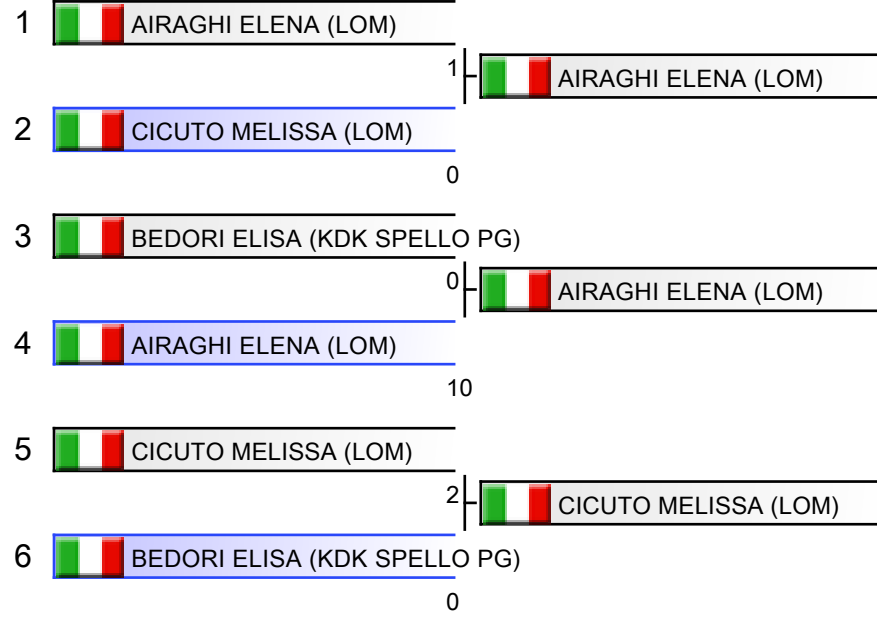 1 AIRAGHI ELENA (LOM)
1 AIRAGHI ELENA (LOM)
2 CICUTO MELISSA (LOM)
0
3 BEDORI ELISA (KDK SPELLO PG)
0 AIRAGHI ELENA (LOM)
4 AIRAGHI ELENA (LOM)
10
5 CICUTO MELISSA (LOM)
2 CICUTO MELISSA (LOM)
6 BEDORI ELISA (KDK SPELLO PG)
0